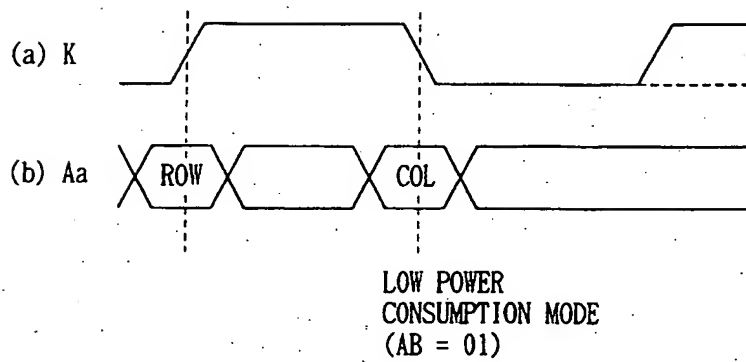 (a) K
(b) Aa
ROW
COL
LOW POWER
CONSUMPTION MODE
(AB = 01)